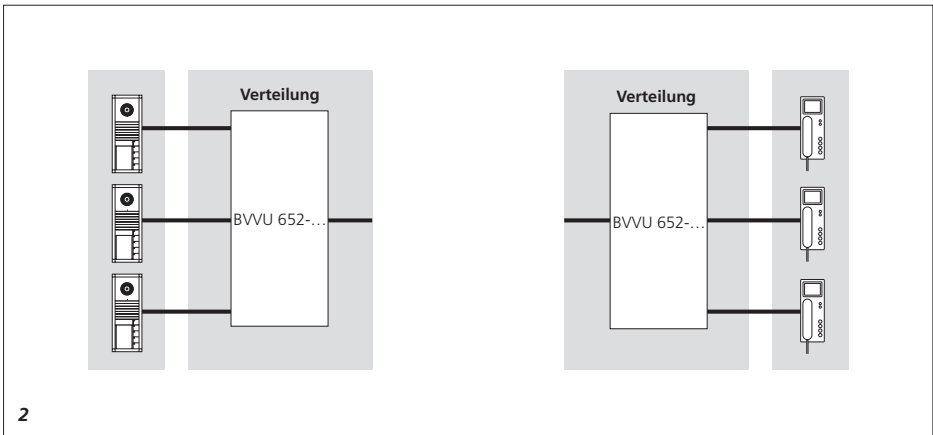 Verteilung
BVVU 652-…
Verteilung
BVVU 652-…
2